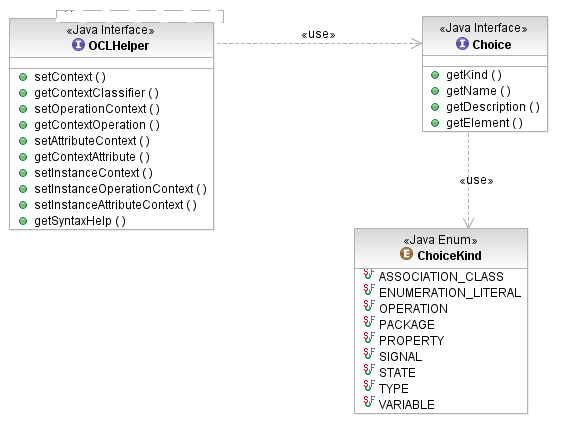 «Java Interface»
OCLHelper
setContext ( )
getContextClassifier ( )
setOperationContext ( )
getContextOperation ( )
setAttributeContext ( )
getContextAttribute ( )
setInstanceContext ( )
setInstanceOperationContext ( )
setInstanceAttributeContext ( )
getSyntaxHelp ( )
«use»
«Java Interface»
Choice
getKind ( )
getName ( )
getDescription ( )
getElement ( )
«use»
«Java Enum»
ChoiceKind
ASSOCIATION_CLASS
ENUMERATION_LITERAL
OPERATION
PACKAGE
PROPERTY
SIGNAL
STATE
TYPE
VARIABLE